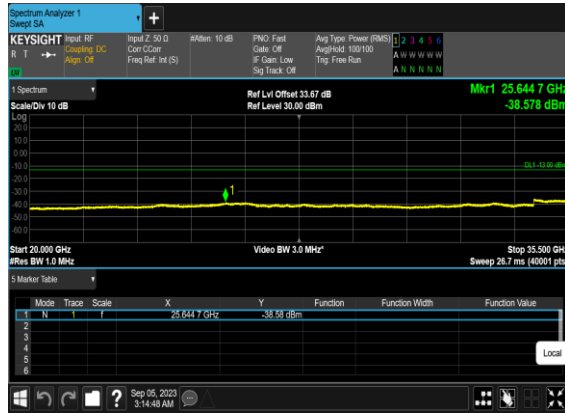 Spectrum Analyzer 1
Swept SA
+
KEYSIGHT Input: RF Input Z: 50 Ω #Atten: 10 dB PNO: Fast Avg Type: Power (RMS) 1 2 3 4 5 6
R T Coupling: DC Corr CCorr Gate: Off Avg|Hold: 100/100 A W W W W W
Align: Off Freq Ref: Int (S) IF Gain: Low Trig: Free Run
Sig Track: Off A N N N N N
1 Spectrum Ref Lvl Offset 33.67 dB Mkr1 25.644 7 GHz
Scale/Div 10 dB Ref Level 30.00 dBm -38.578 dBm
Log
20.0
10.0
0.00
-10.0 DL1 -13.00 dBm
-20.0
-30.0 1
-40.0
-50.0
-60.0
Start 20.000 GHz Video BW 3.0 MHz* Stop 35.500 GHz
#Res BW 1.0 MHz Sweep 26.7 ms (40001 pts)
5 Marker Table
Mode Trace Scale X Y Function Function Width Function Value
1 N 1 f 25.644 7 GHz -38.58 dBm
2
3
4
5
6
Local
? Sep 05, 2023
3:14:48 AM